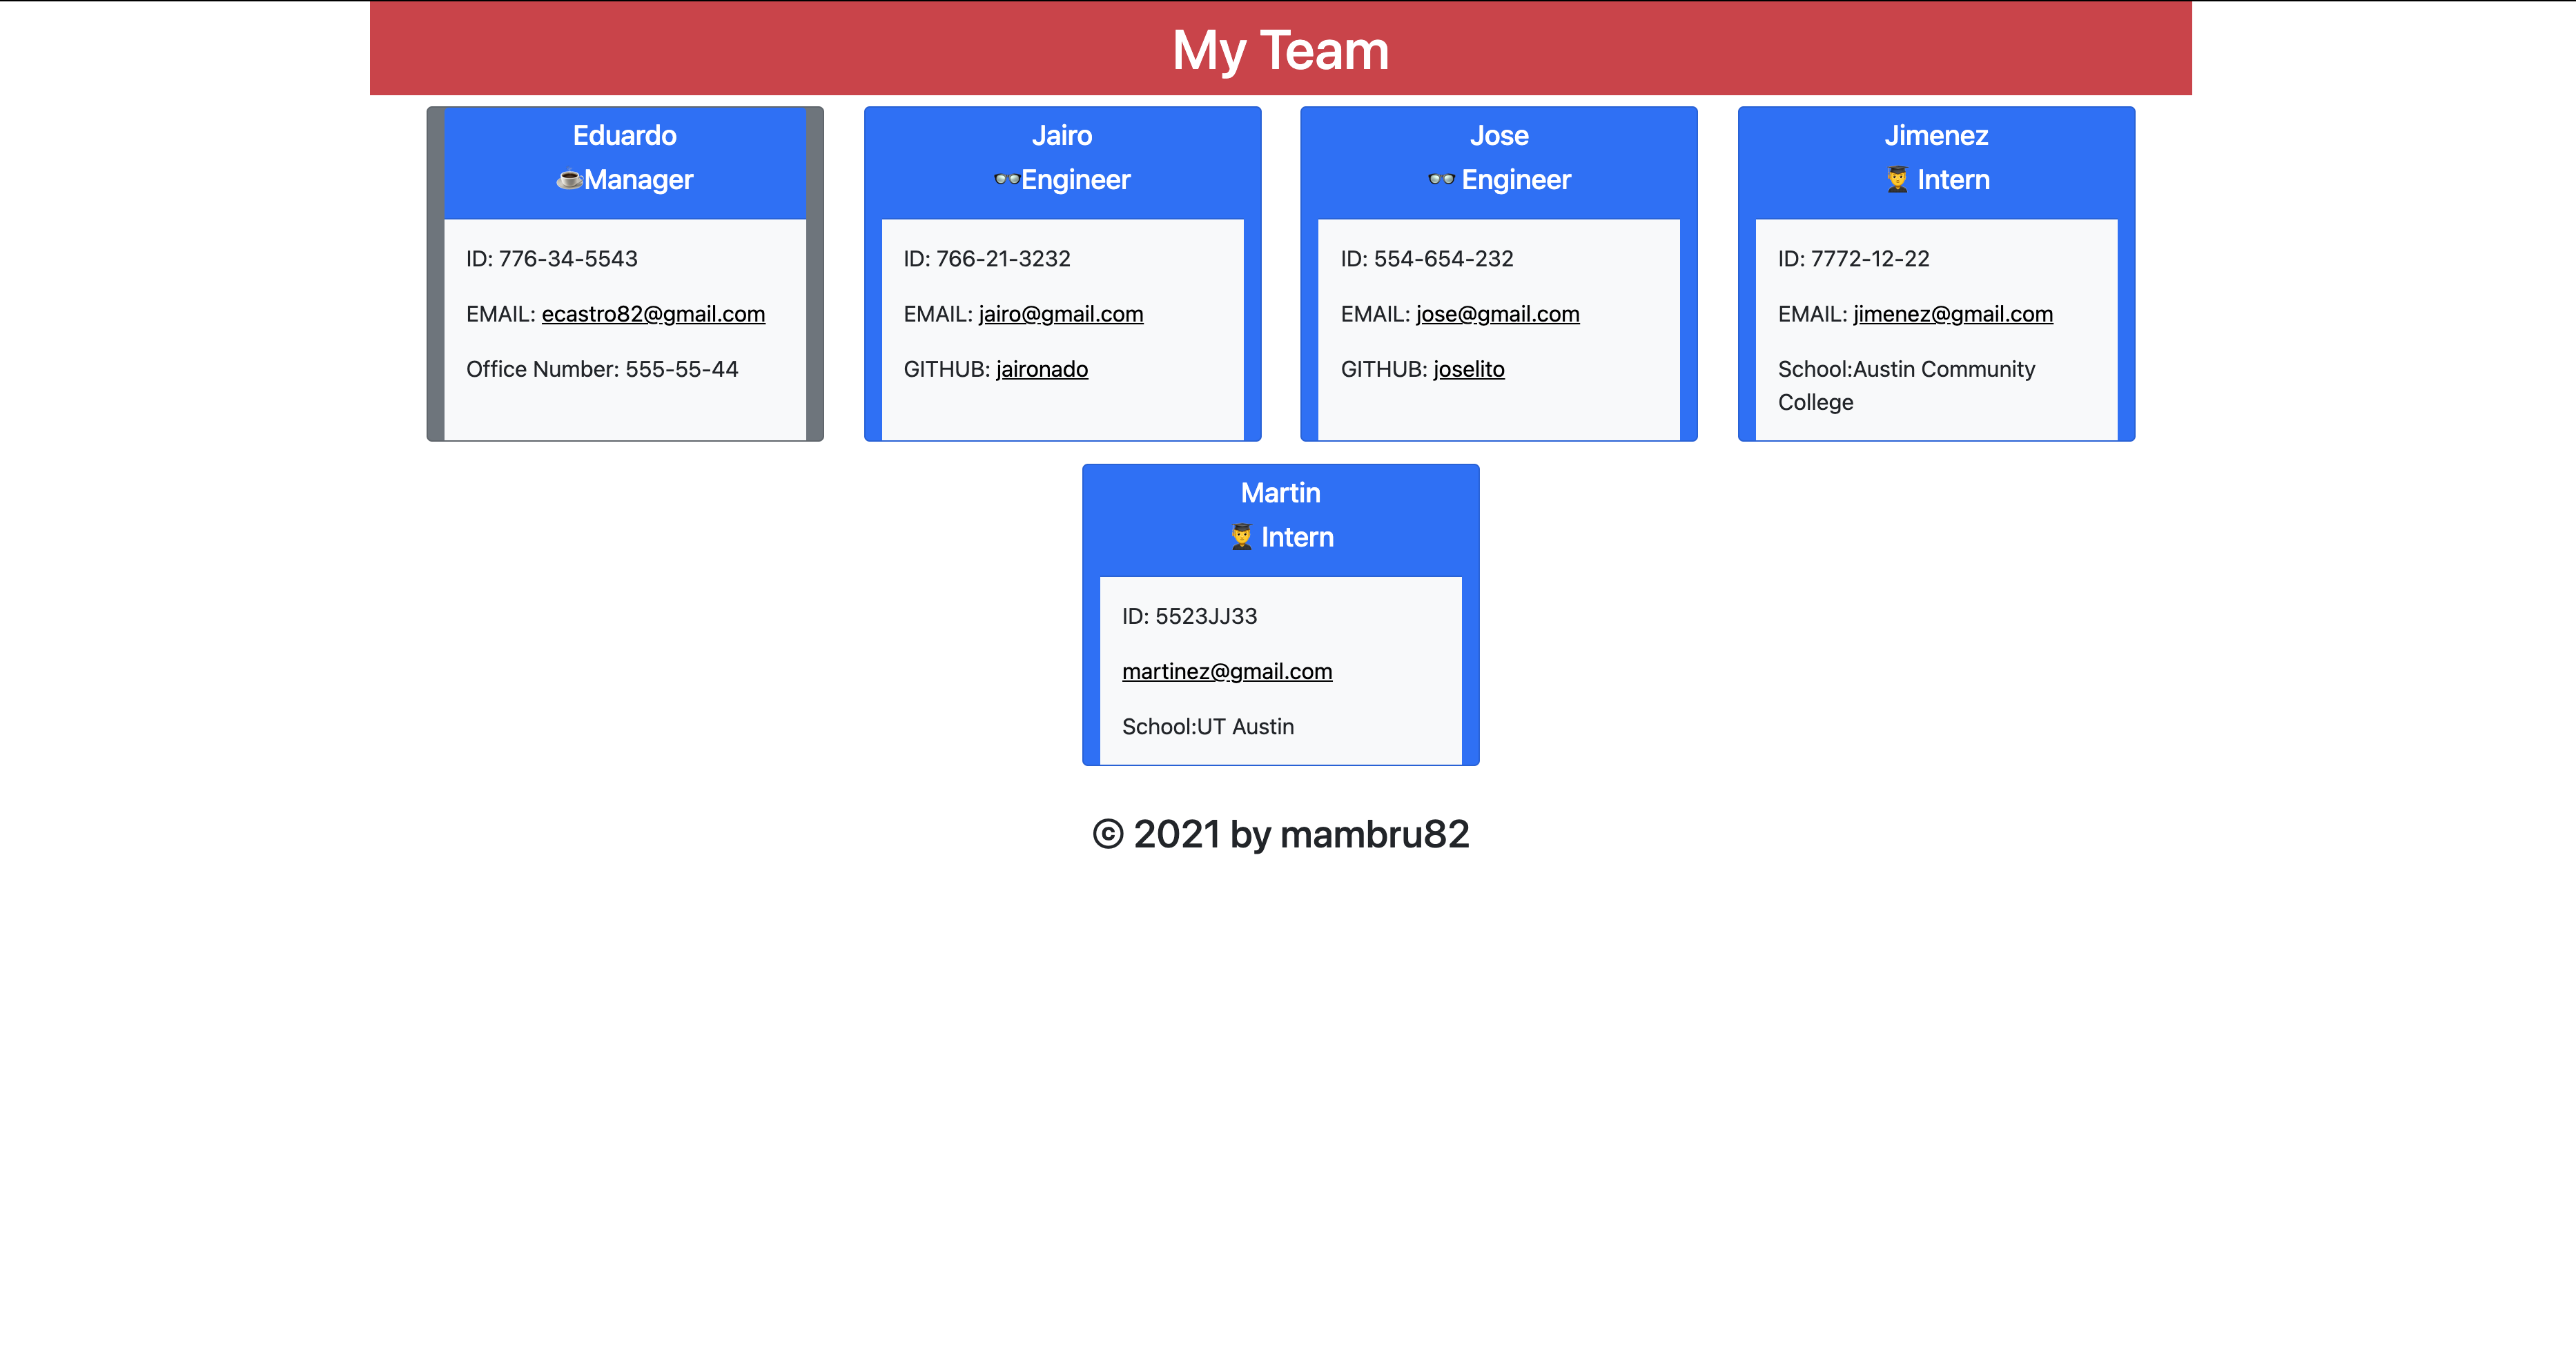 My Team
Eduardo
☕Manager
ID: 776-34-5543
EMAIL: ecastro82@gmail.com
Office Number: 555-55-44
Jairo
👓Engineer
ID: 766-21-3232
EMAIL: jairo@gmail.com
GITHUB: jaironado
Jose
👓 Engineer
ID: 554-654-232
EMAIL: jose@gmail.com
GITHUB: joselito
Jimenez
👨‍🎓 Intern
ID: 7772-12-22
EMAIL: jimenez@gmail.com
School:Austin Community
College
Martin
👨‍🎓 Intern
ID: 5523JJ33
martinez@gmail.com
School:UT Austin
© 2021 by mambru82